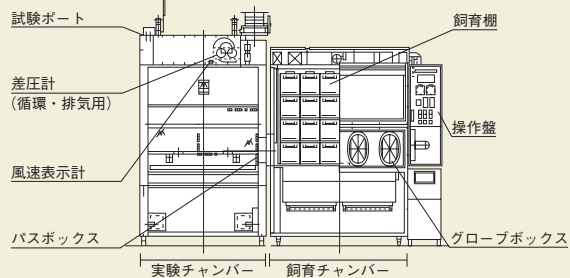 試験ポート
差圧計
(循環・排気用)
風速表示計
パスボックス
飼育棚
操作盤
グローブボックス
実験チャンバー
飼育チャンバー